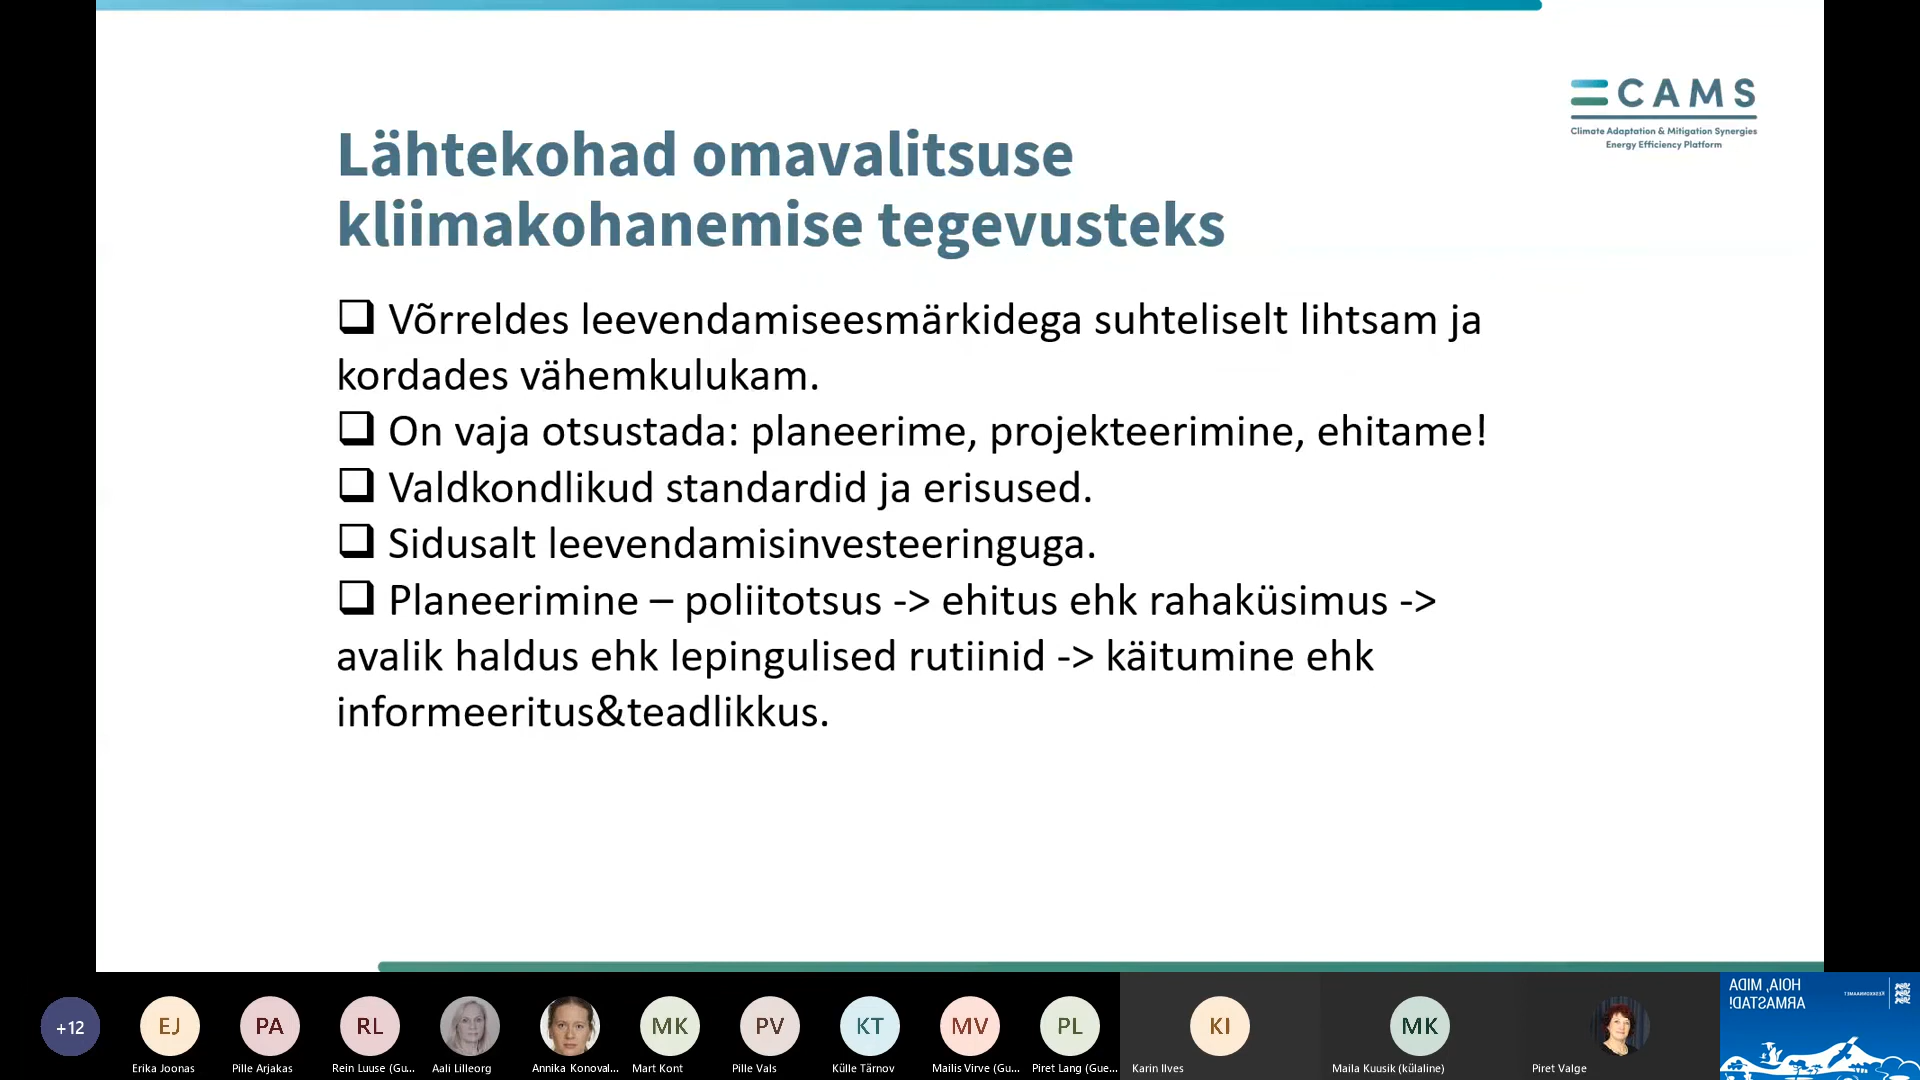 CAMS
Climate Adaptation & Mitigation Synergies
Energy Efficiency Platform
Lähtekohad omavalitsuse
kliimakohanemise tegevusteks
❑ Võrreldes leevendamiseesmärkidega suhteliselt lihtsam ja
kordades vähemkulukam.
❑ On vaja otsustada: planeerime, projekteerimine, ehitame!
❑ Valdkondlikud standardid ja erisused.
❑ Sidusalt leevendamisinvesteeringuga.
❑ Planeerimine – poliitotsus -> ehitus ehk rahaküsimus ->
avalik haldus ehk lepingulised rutiinid -> käitumine ehk
informeeritus&teadlikkus.
+12
EJ
Erika Joonas
PA
Pille Arjakas
RL
Rein Luuse (Gu...
Aali Lilleorg
Annika Konoval...
MK
Mart Kont
PV
Pille Vals
KT
Külle Tärnov
MV
Mailis Virve (Gu...
PL
Piret Lang (Gue...
KI
Karin Ilves
MK
Maila Kuusik (külaline)
Piret Valge
HOIA, MIDA
ARMASTAD!
KESKKONNAAMET